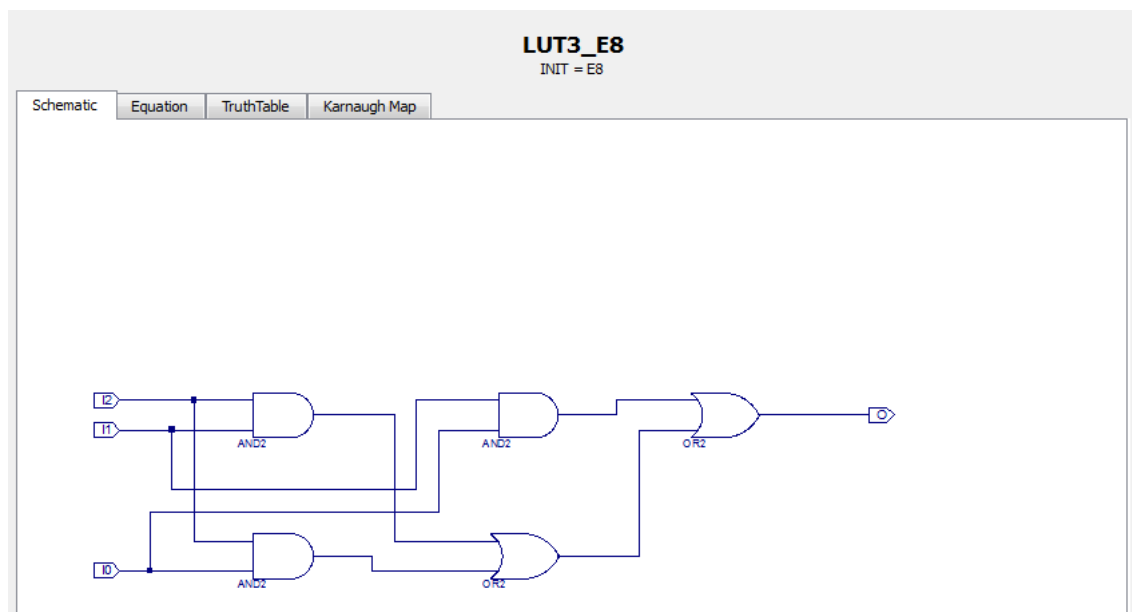 LUT3_E8
INIT = E8
Schematic Equation TruthTable Karnaugh Map
I2
I1
AND2 AND2 OR2 O
I0
AND2 OR2